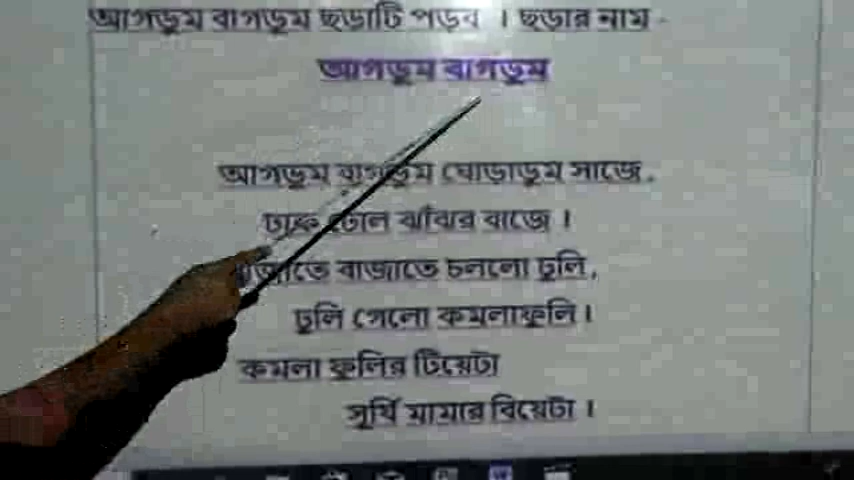 আগডুম বাগডুম ছড়াটি পড়ব । ছড়ার নাম -
আগডুম বাগডুম
আগডুম বাগডুম ঘোড়াডুম সাজে,
ঢাক ঢোল ঝাঁঝর বাজে ।
বাজাতে বাজাতে চললো ঢুলি,
ঢুলি গেলো কমলাফুলি ।
কমলা ফুলির টিয়েটা
সূর্যি মামার বিয়েটা ।